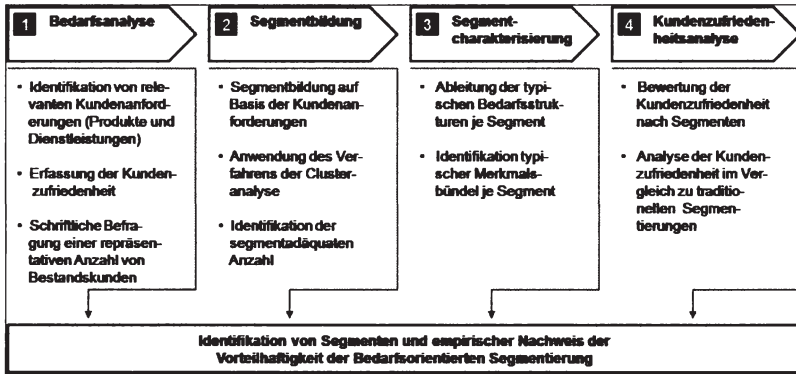 1 Bedarfsanalyse
• Identifikation von rele-
vanten Kundenanford-
erungen (Produkte und
Dienstleistungen)
• Erfassung der Kunden-
zufriedenheit
• Schriftliche Befra-
gung einer repräsen-
tativen Anzahl von
Bestandskunden
2 Segmentbildung
• Segmentbildung auf
Basis der Kundenan-
forderungen
• Anwendung des Ver-
fahrens der Cluster-
analyse
• Identifikation der
segmentadäquaten
Anzahl
3 Segment-
charakterisierung
• Ableitung der typi-
schen Bedarfsstruk-
turen je Segment
• Identifikation typi-
scher Merkmals-
bündel je Segment
4 Kundenzufrieden-
heitsanalyse
• Bewertung der
Kundenzufriedenheit
nach Segmenten
• Analyse der Kunden-
zufriedenheit im Ver-
gleich zu traditio-
nellen Segmen-
tierungen
Identifikation von Segmenten und empirischer Nachweis der
Vorteilhaftigkeit der Bedarfsorientierten Segmentierung